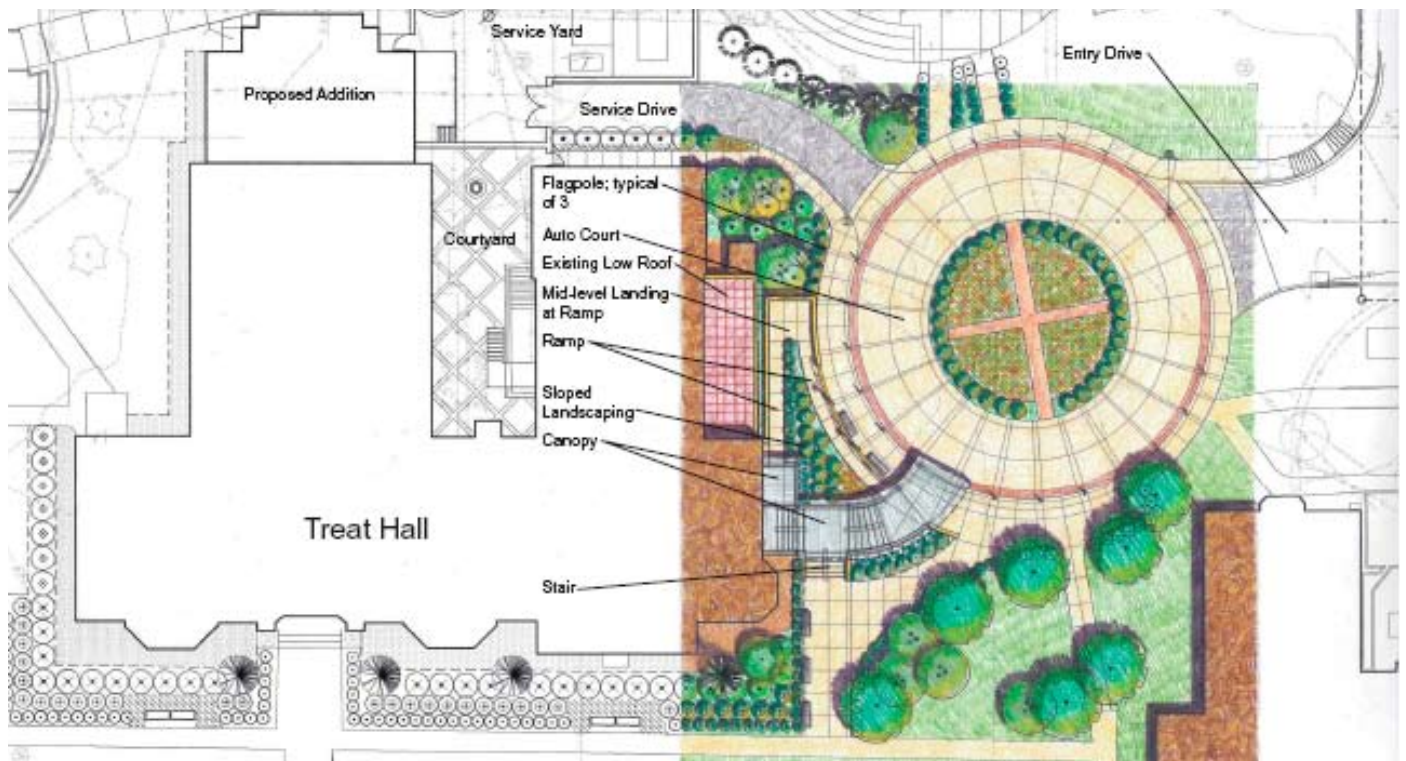 Service Yard
Entry Drive
Proposed Addition
Service Drive
Flagpole; typical
of 3
Courtyard
Auto Court
Existing Low Roof
Mid-level Landing
at Ramp
Ramp
Sloped
Landscaping
Canopy
Treat Hall
Stair